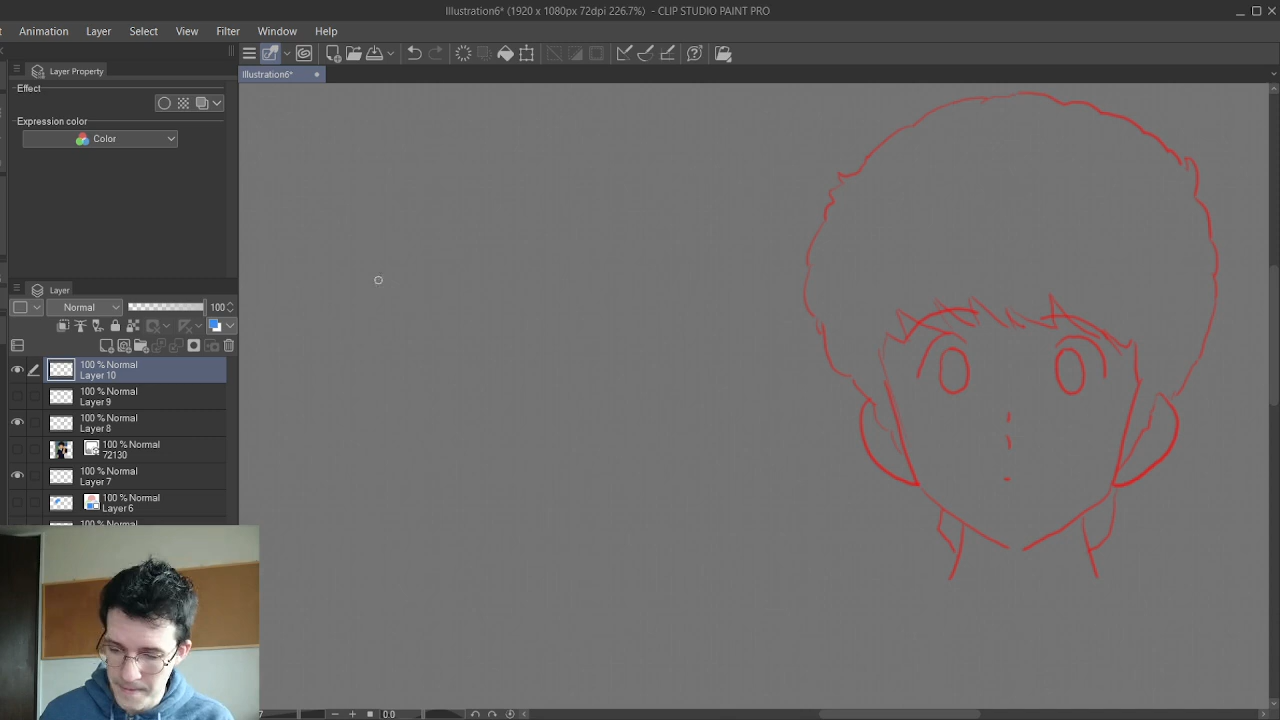 Illustration6* (1920 x 1080px 72dpi 226.7%) - CLIP STUDIO PAINT PRO
Animation Layer Select View Filter Window Help
Layer Property
Illustration6*
Effect
Expression color
Color
Layer
Normal 100
100 % Normal
Layer 10
100 % Normal
Layer 9
100 % Normal
Layer 8
100 % Normal
72130
100 % Normal
Layer 7
100 % Normal
Layer 6
100 % Normal
0.0